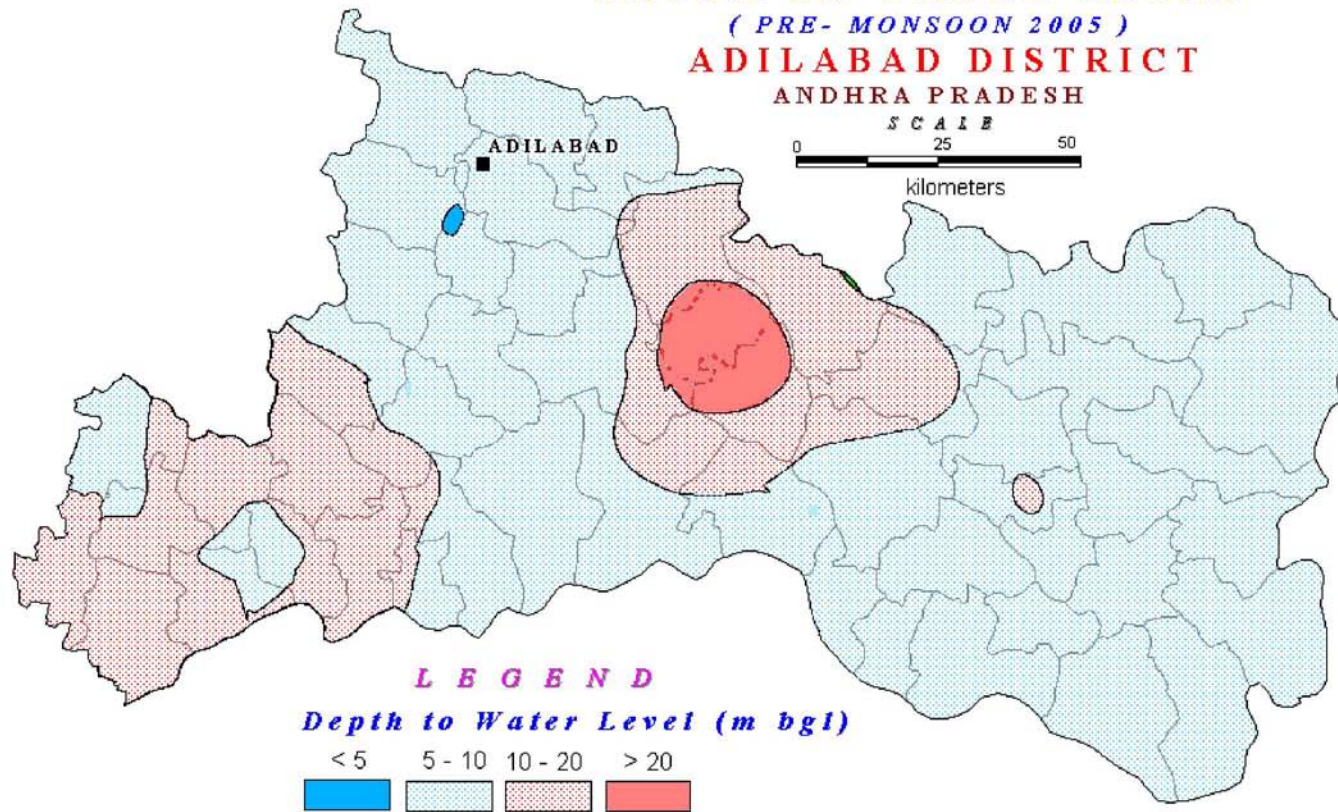 ( PRE- MONSOON 2005 )
ADILABAD DISTRICT
ANDHRA PRADESH
SCALE
0 25 50
kilometers
ADILABAD
LEGEND
Depth to Water Level (m bgl)
< 5 5 - 10 10 - 20 > 20